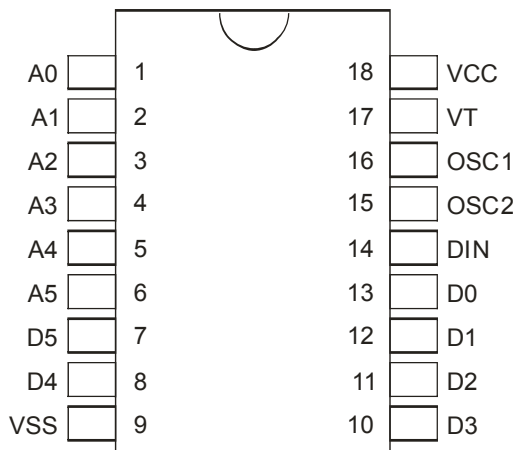 A0 1 18 VCC
A1 2 17 VT
A2 3 16 OSC1
A3 4 15 OSC2
A4 5 14 DIN
A5 6 13 D0
D5 7 12 D1
D4 8 11 D2
VSS 9 10 D3